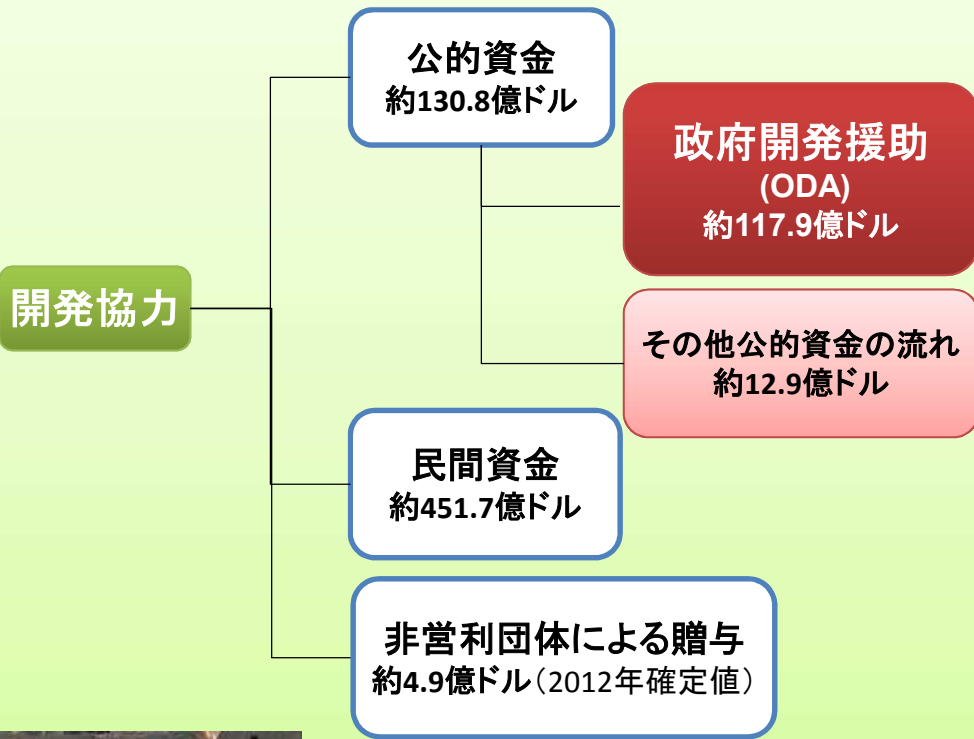 公的資金
約130.8億ドル
政府開発援助
(ODA)
約117.9億ドル
開発協力
その他公的資金の流れ
約12.9億ドル
民間資金
約451.7億ドル
非営利団体による贈与
約4.9億ドル(2012年確定値)